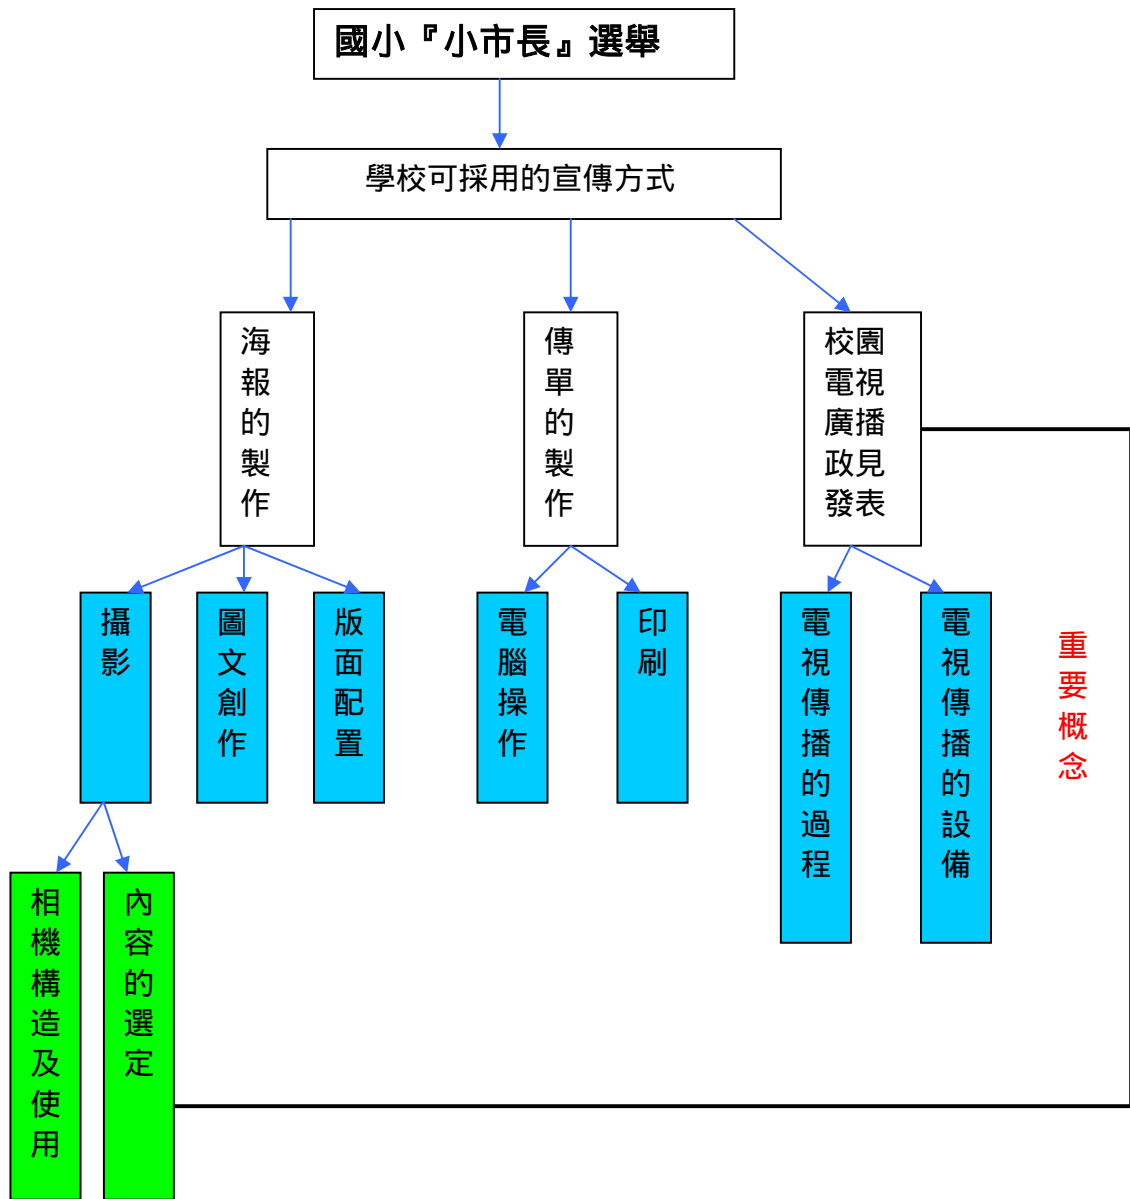 國小『小市長』選舉
學校可採用的宣傳方式
海報的製作
傳單的製作
校園
電視
廣播
政見
發表
攝影
圖文創作
版面配置
電腦操作
印刷
電視傳播的過程
電視傳播的設備
重要概念
相機構造及使用
內容的選定